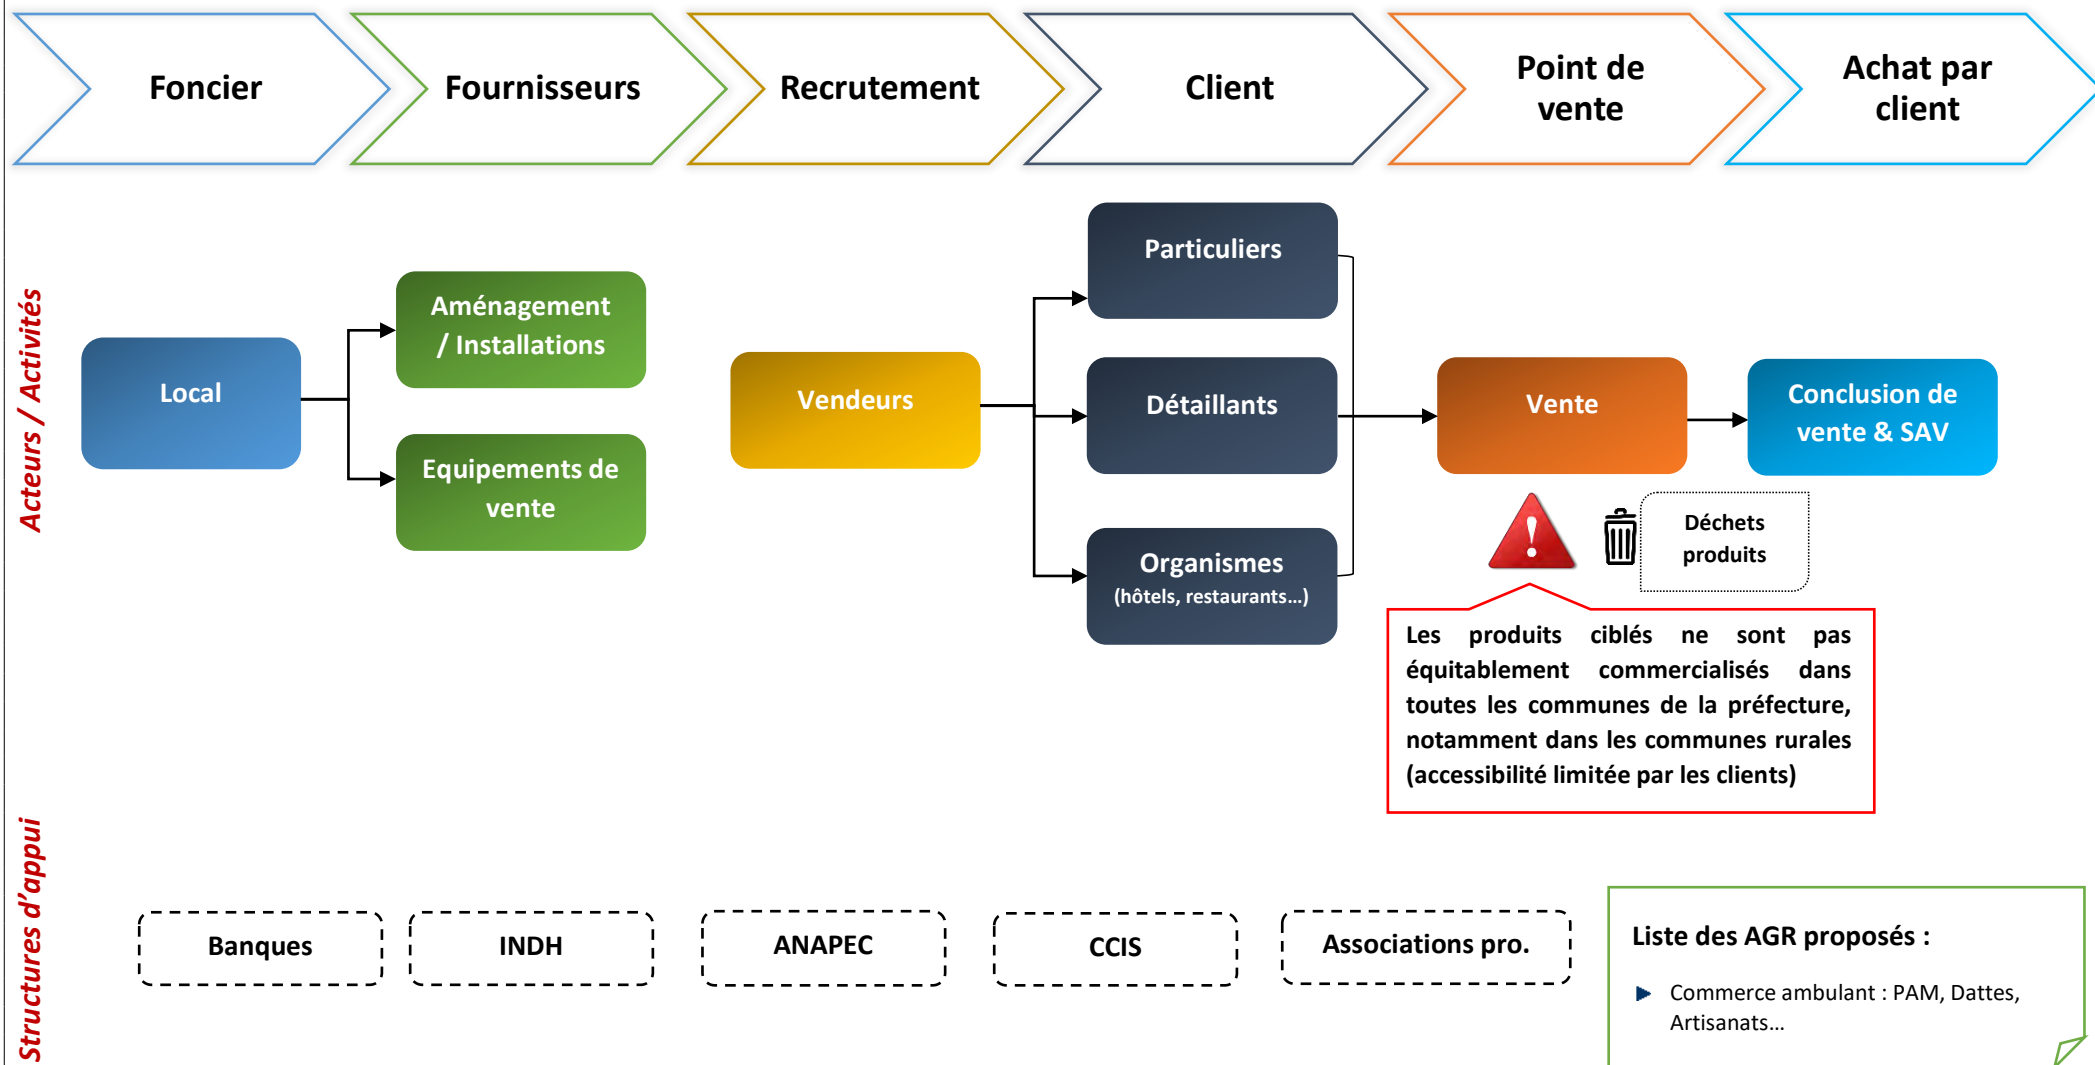 Foncier
Fournisseurs
Recrutement
Client
Point de
vente
Achat par
client
Acteurs / Activités
Local
Aménagement
/ Installations
Equipements de
vente
Vendeurs
Particuliers
Détaillants
Organismes
(hôtels, restaurants...)
Vente
Conclusion de
vente & SAV
Déchets
produits
Les produits ciblés ne sont pas
équitablement commercialisés dans
toutes les communes de la préfecture,
notamment dans les communes rurales
(accessibilité limitée par les clients)
Structures d'appui
Banques
INDH
ANAPEC
CCIS
Associations pro.
Liste des AGR proposés :
Commerce ambulant : PAM, Dattes,
Artisanats...